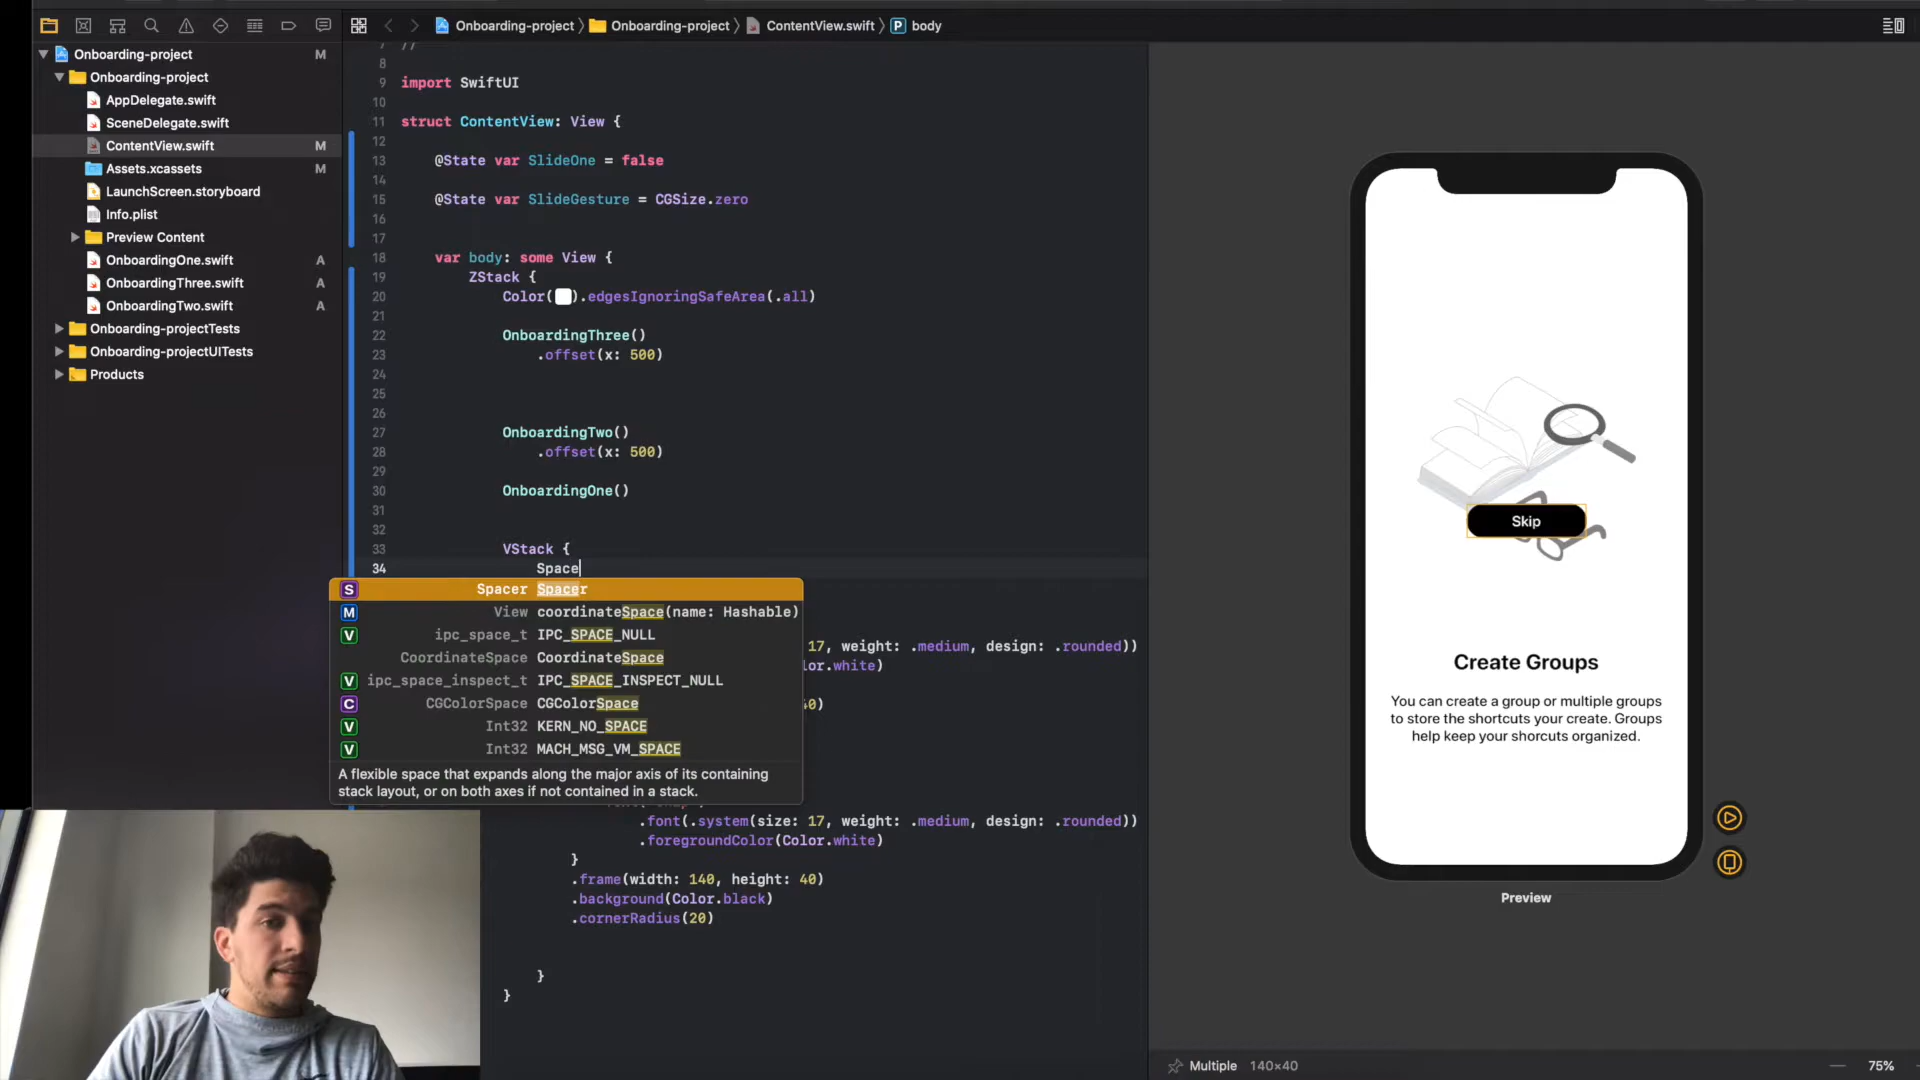 Onboarding-project
Onboarding-project
ContentView.swift
P
body
Onboarding-project M
Onboarding-project
AppDelegate.swift
SceneDelegate.swift
ContentView.swift M
Assets.xcassets M
LaunchScreen.storyboard
Info.plist
Preview Content
OnboardingOne.swift A
OnboardingThree.swift A
OnboardingTwo.swift A
Onboarding-projectTests
Onboarding-projectUITests
Products
7 //
8
9 import SwiftUI
10
11 struct ContentView: View {
12
13 @State var SlideOne = false
14
15 @State var SlideGesture = CGSize.zero
16
17
18 var body: some View {
19 ZStack {
20 Color( ).edgesIgnoringSafeArea(.all)
21
22 OnboardingThree()
23 .offset(x: 500)
24
25
26
27 OnboardingTwo()
28 .offset(x: 500)
29
30 OnboardingOne()
31
32
33 VStack {
34 Space
S Spacer Spacer
M View coordinateSpace(name: Hashable)
V ipc_space_t IPC_SPACE_NULL
CoordinateSpace CoordinateSpace
V ipc_space_inspect_t IPC_SPACE_INSPECT_NULL
C CGColorSpace CGColorSpace
V Int32 KERN_NO_SPACE
V Int32 MACH_MSG_VM_SPACE
A flexible space that expands along the major axis of its containing
stack layout, or on both axes if not contained in a stack.
17, weight: .medium, design: .rounded))
lor.white)
40)
.font(.system(size: 17, weight: .medium, design: .rounded))
.foregroundColor(Color.white)
}
.frame(width: 140, height: 40)
.background(Color.black)
.cornerRadius(20)
}
}
Skip
Create Groups
You can create a group or multiple groups
to store the shortcuts your create. Groups
help keep your shorcuts organized.
Preview
Multiple 140×40
75%